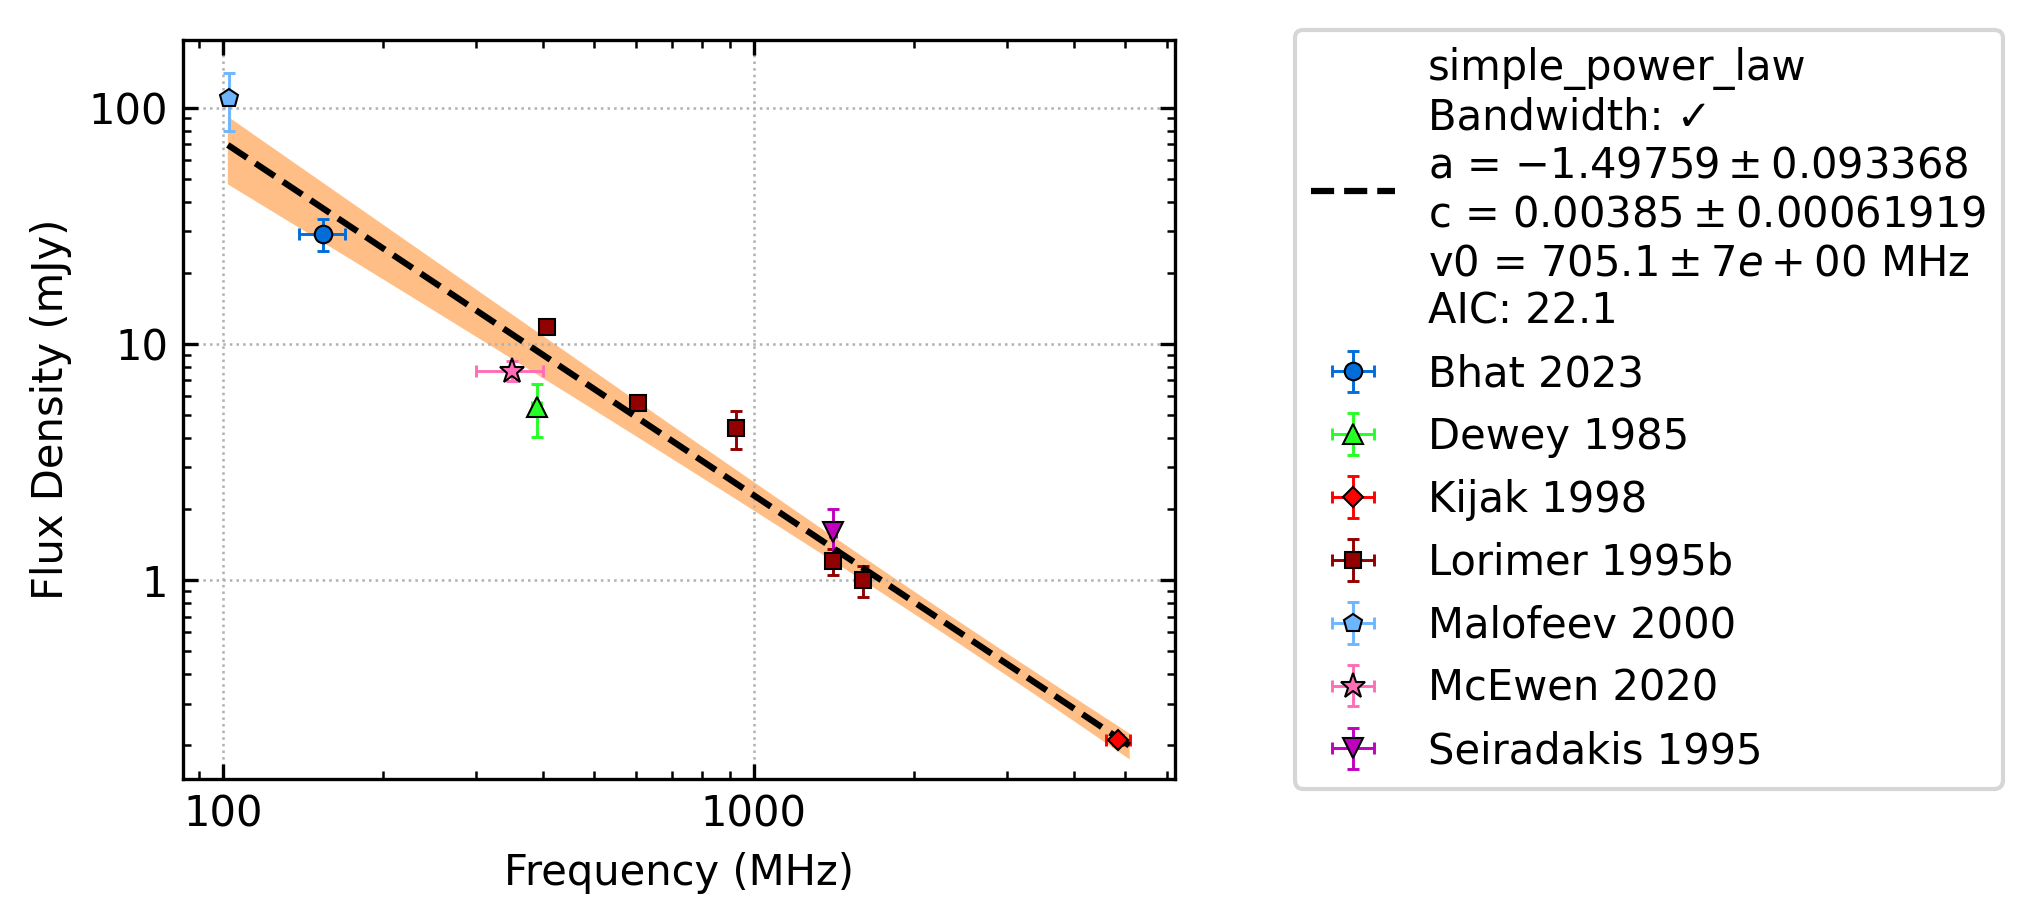 100
10
1
Flux Density (mJy)
100
1000
Frequency (MHz)
simple_power_law
Bandwidth: ✓
a = −1.49759 ± 0.093368
c = 0.00385 ± 0.00061919
v0 = 705.1 ± 7e + 00 MHz
AIC: 22.1
Bhat 2023
Dewey 1985
Kijak 1998
Lorimer 1995b
Malofeev 2000
McEwen 2020
Seiradakis 1995